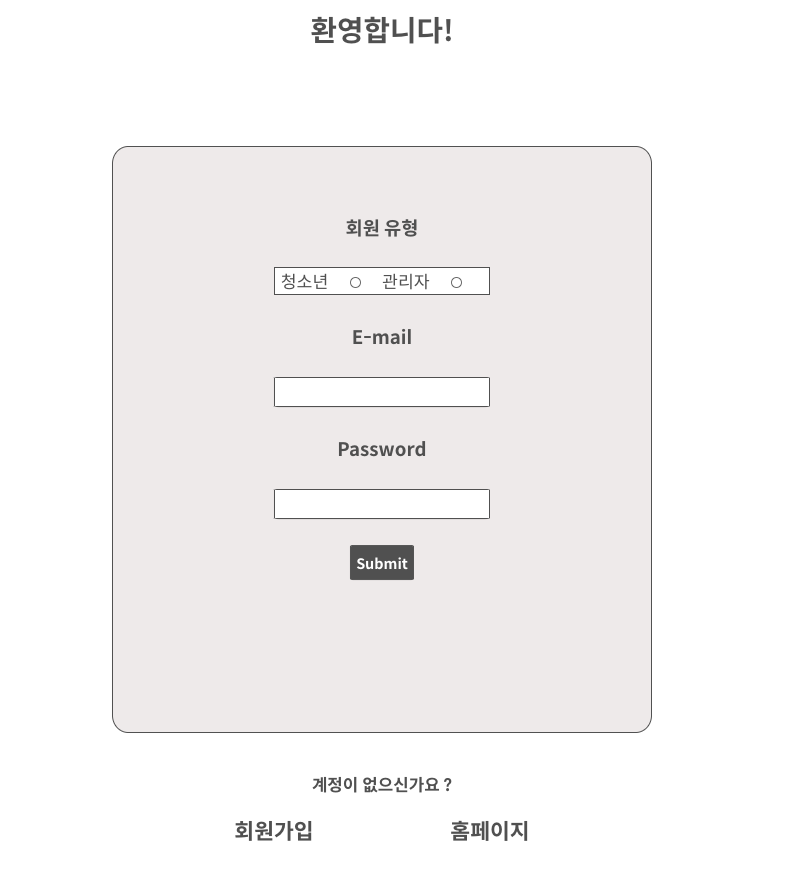 환영합니다!
회원 유형
청소년 관리자
E-mail
Password
Submit
계정이 없으신가요 ?
회원가입 홈페이지